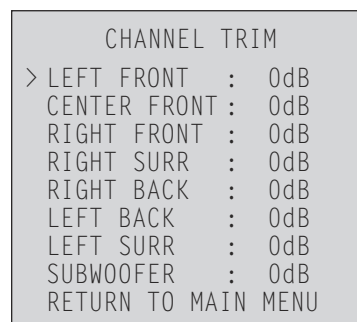 CHANNEL TRIM
> LEFT FRONT : 0dB
CENTER FRONT : 0dB
RIGHT FRONT : 0dB
RIGHT SURR : 0dB
RIGHT BACK : 0dB
LEFT BACK : 0dB
LEFT SURR : 0dB
SUBWOOFER : 0dB
RETURN TO MAIN MENU